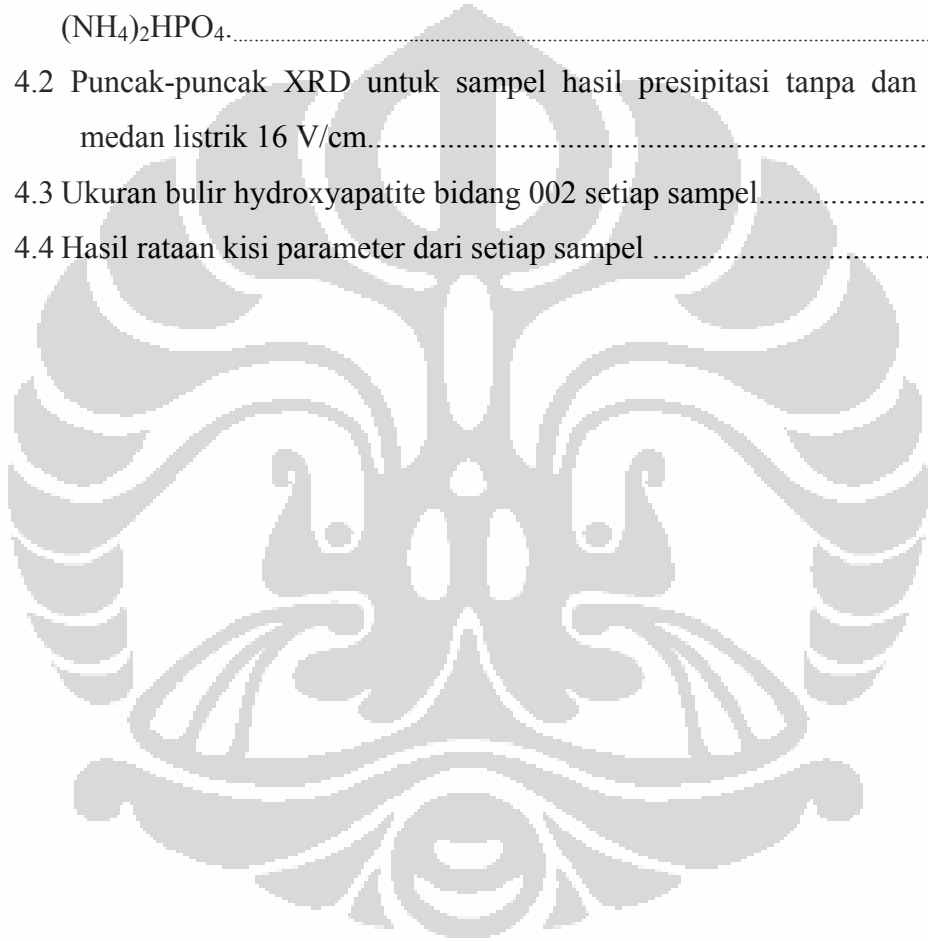 (NH₄)₂HPO₄.......................................................................................................
4.2 Puncak-puncak XRD untuk sampel hasil presipitasi tanpa dan
medan listrik 16 V/cm.......................................................................
4.3 Ukuran bulir hydroxyapatite bidang 002 setiap sampel.....................
4.4 Hasil rataan kisi parameter dari setiap sampel ...................................